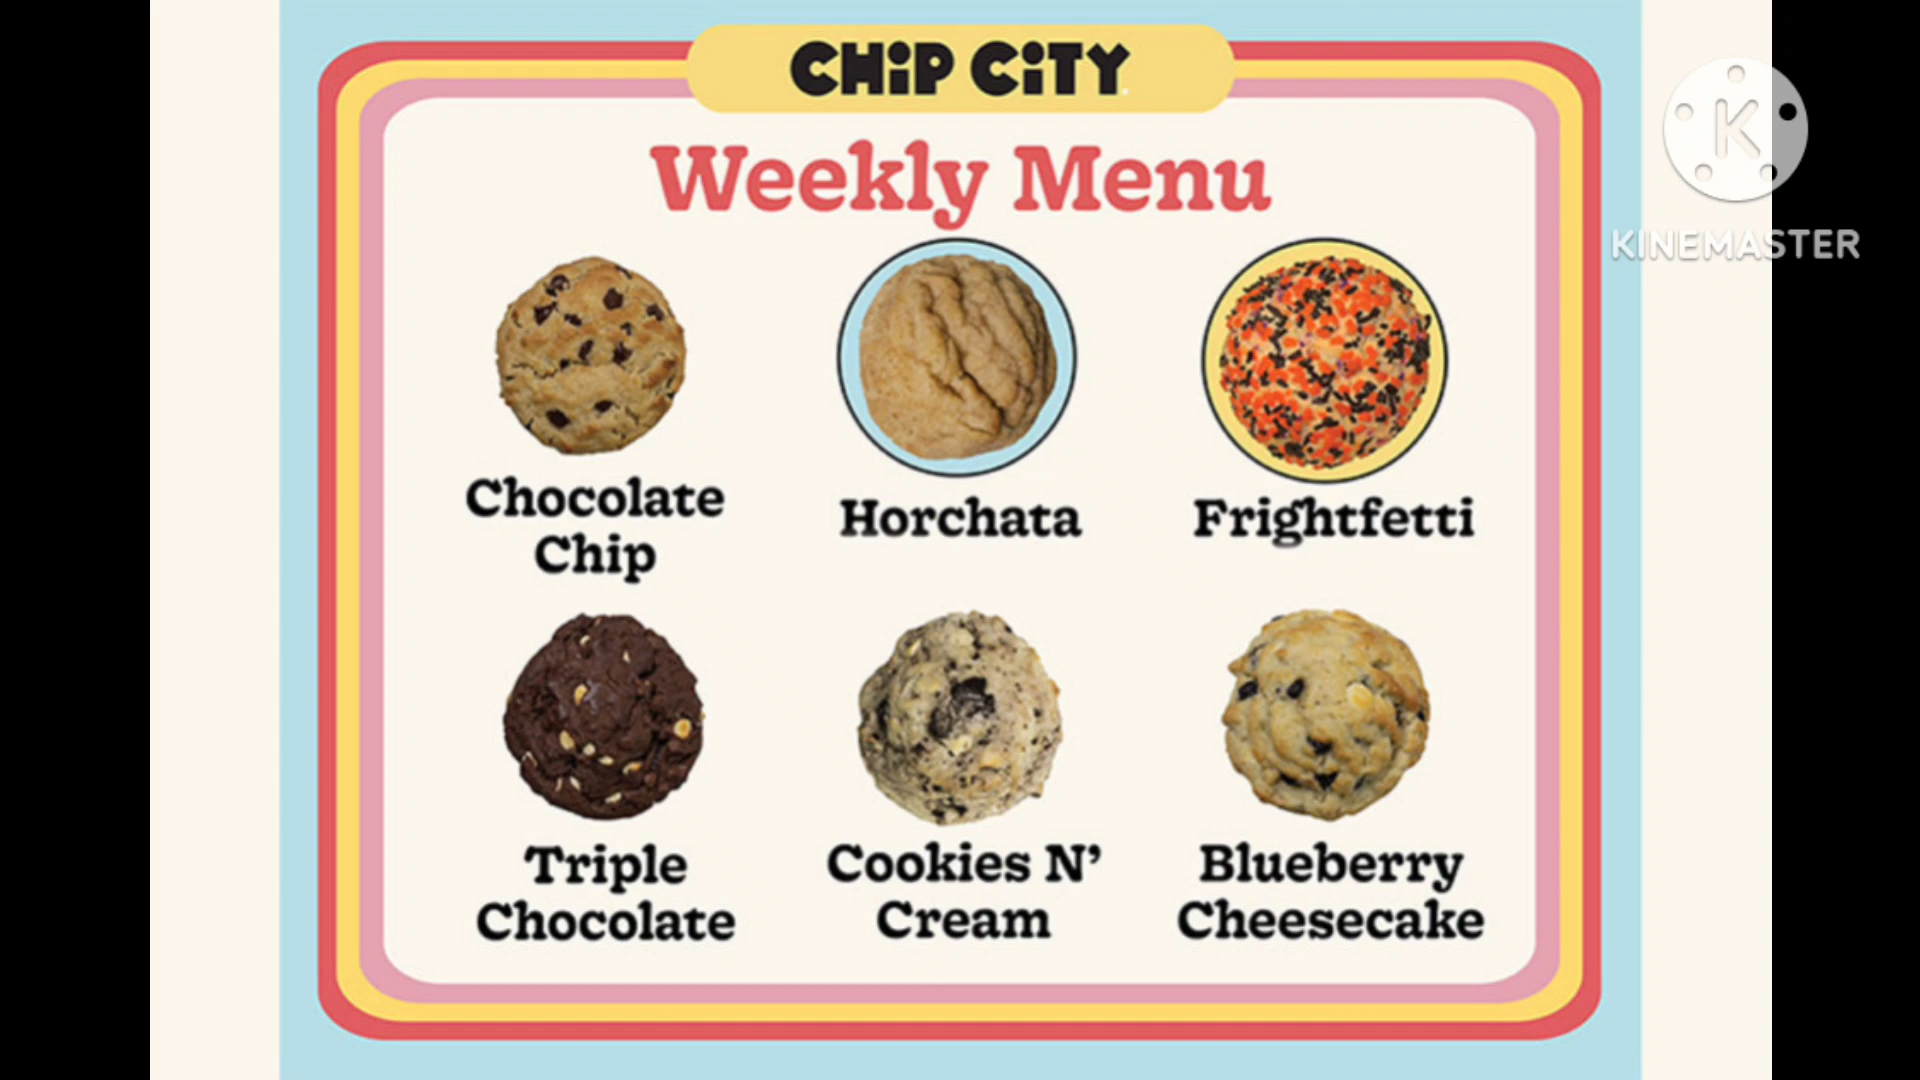 CHiP CiTY
Weekly Menu
Chocolate
Chip
Horchata
Frightfetti
Triple
Chocolate
Cookies N’
Cream
Blueberry
Cheesecake
K
KINEMASTER